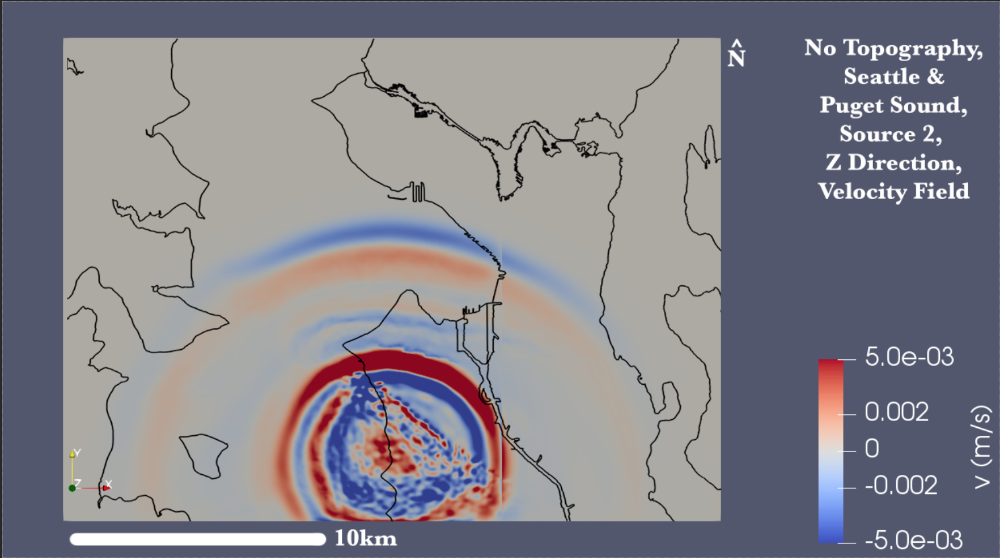 ^
N
No Topography,
Seattle &
Puget Sound,
Source 2,
Z Direction,
Velocity Field
5.0e-03
0.002
0
-0.002
-5.0e-03
v (m/s)
Y
Z
X
10km